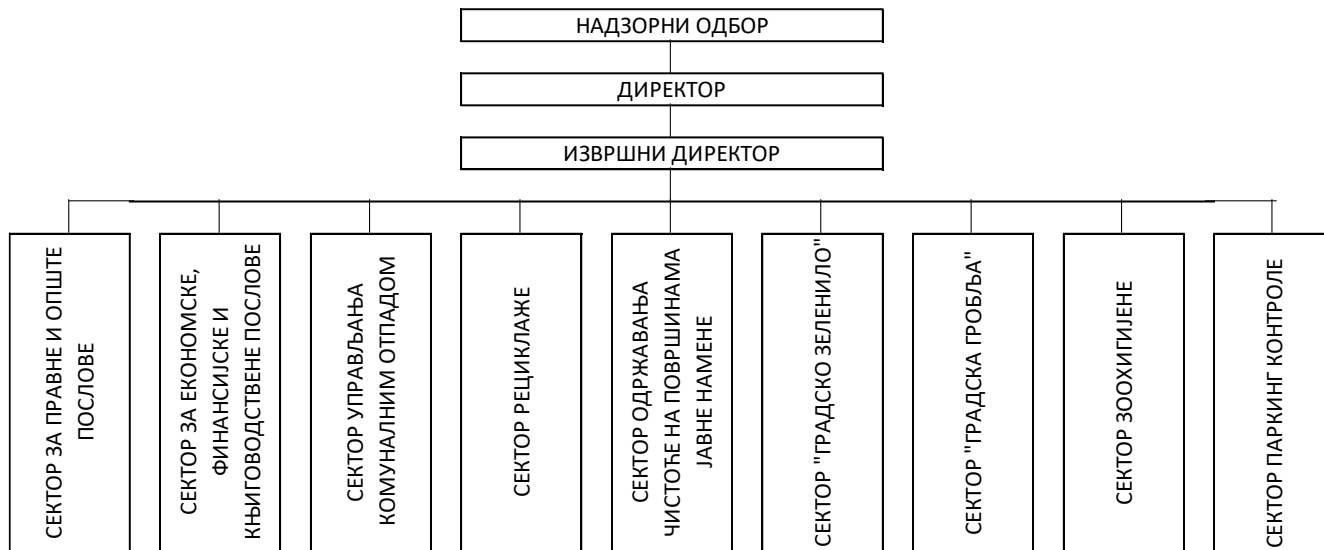 НАДЗОРНИ ОДБОР
ДИРЕКТОР
ИЗВРШНИ ДИРЕКТОР
СЕКТОР ЗА ПРАВНЕ И ОПШТЕ
ПОСЛОВЕ
СЕКТОР ЗА ЕКОНОМСКЕ,
ФИНАНСИЈСКЕ И
КЊИГОВОДСТВЕНЕ ПОСЛОВЕ
СЕКТОР УПРАВЉАЊА
КОМУНАЛНИМ ОТПАДОМ
СЕКТОР РЕЦИКЛАЖЕ
СЕКТОР ОДРЖАВАЊА
ЧИСТОЋЕ НА ПОВРШИНАМА
ЈАВНЕ НАМЕНЕ
СЕКТОР "ГРАДСКО ЗЕЛЕНИЛО"
СЕКТОР "ГРАДСКА ГРОБЉА"
СЕКТОР ЗООХИГИЈЕНЕ
СЕКТОР ПАРКИНГ КОНТРОЛЕ